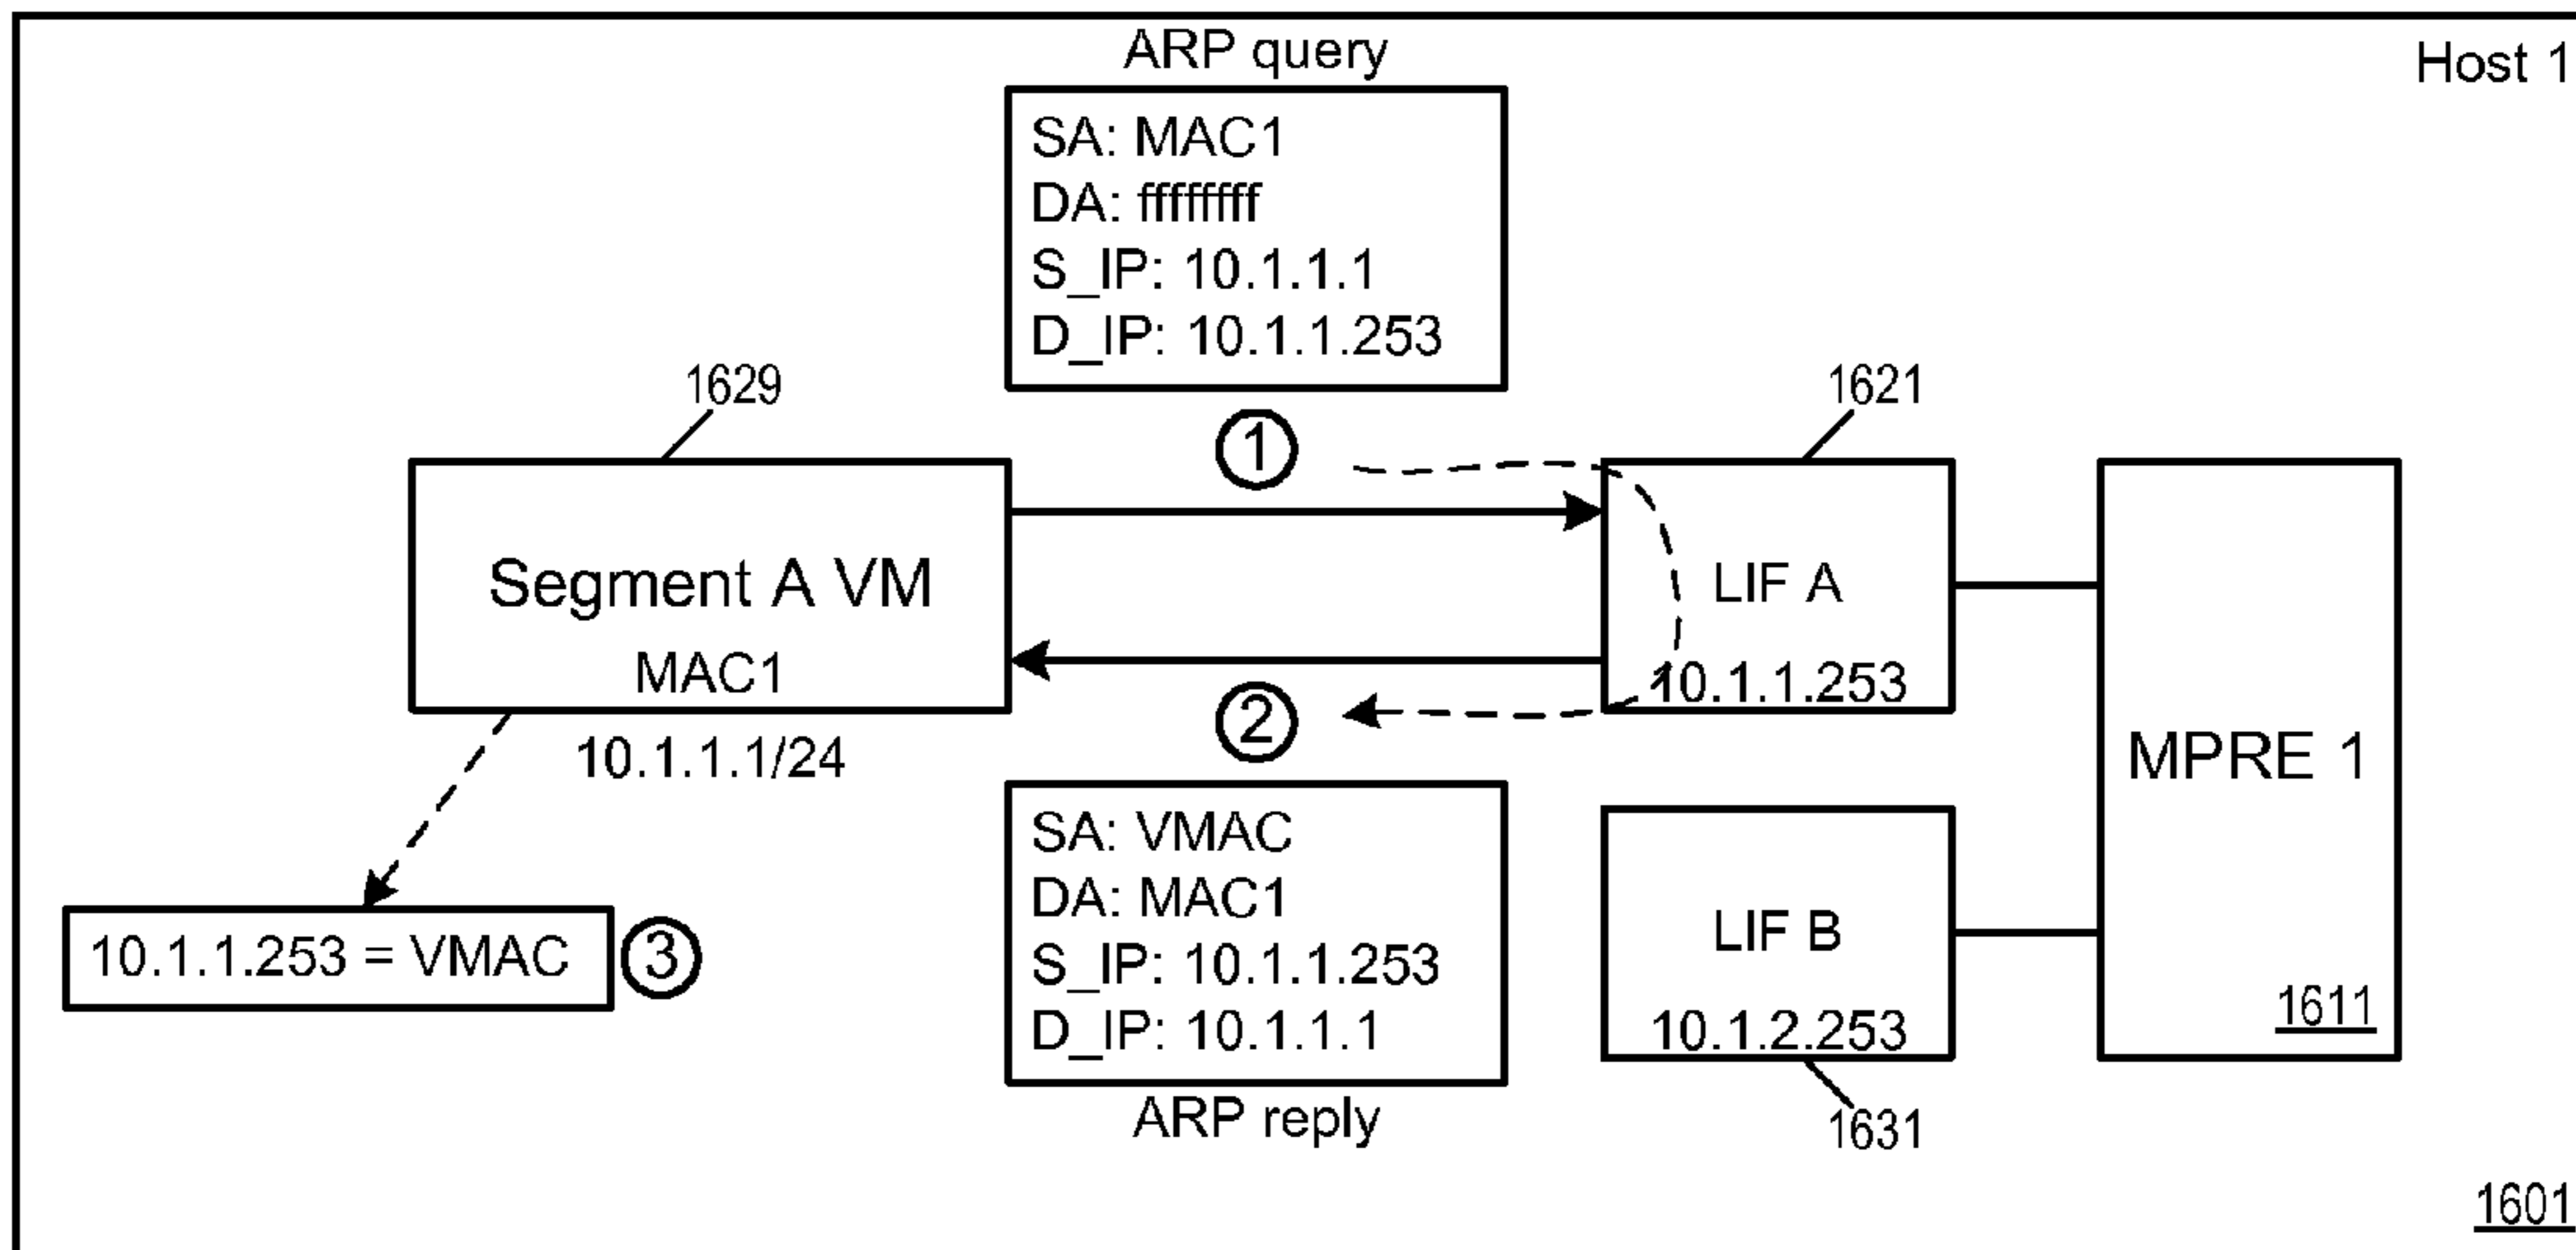 ARP query
Host 1
SA: MAC1
DA: fffffffff
S_IP: 10.1.1.1
D_IP: 10.1.1.253
1629
1621
1
Segment A VM
MAC1
10.1.1.1/24
LIF A
10.1.1.253
MPRE 1
1611
2
SA: VMAC
DA: MAC1
S_IP: 10.1.1.253
D_IP: 10.1.1.1
ARP reply
10.1.1.253 = VMAC
3
LIF B
10.1.2.253
1631
1601